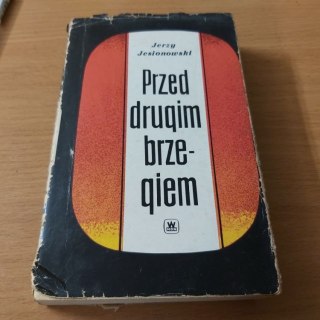 Jerzy
Jesionowski
Przed
drugim
brze-
giem